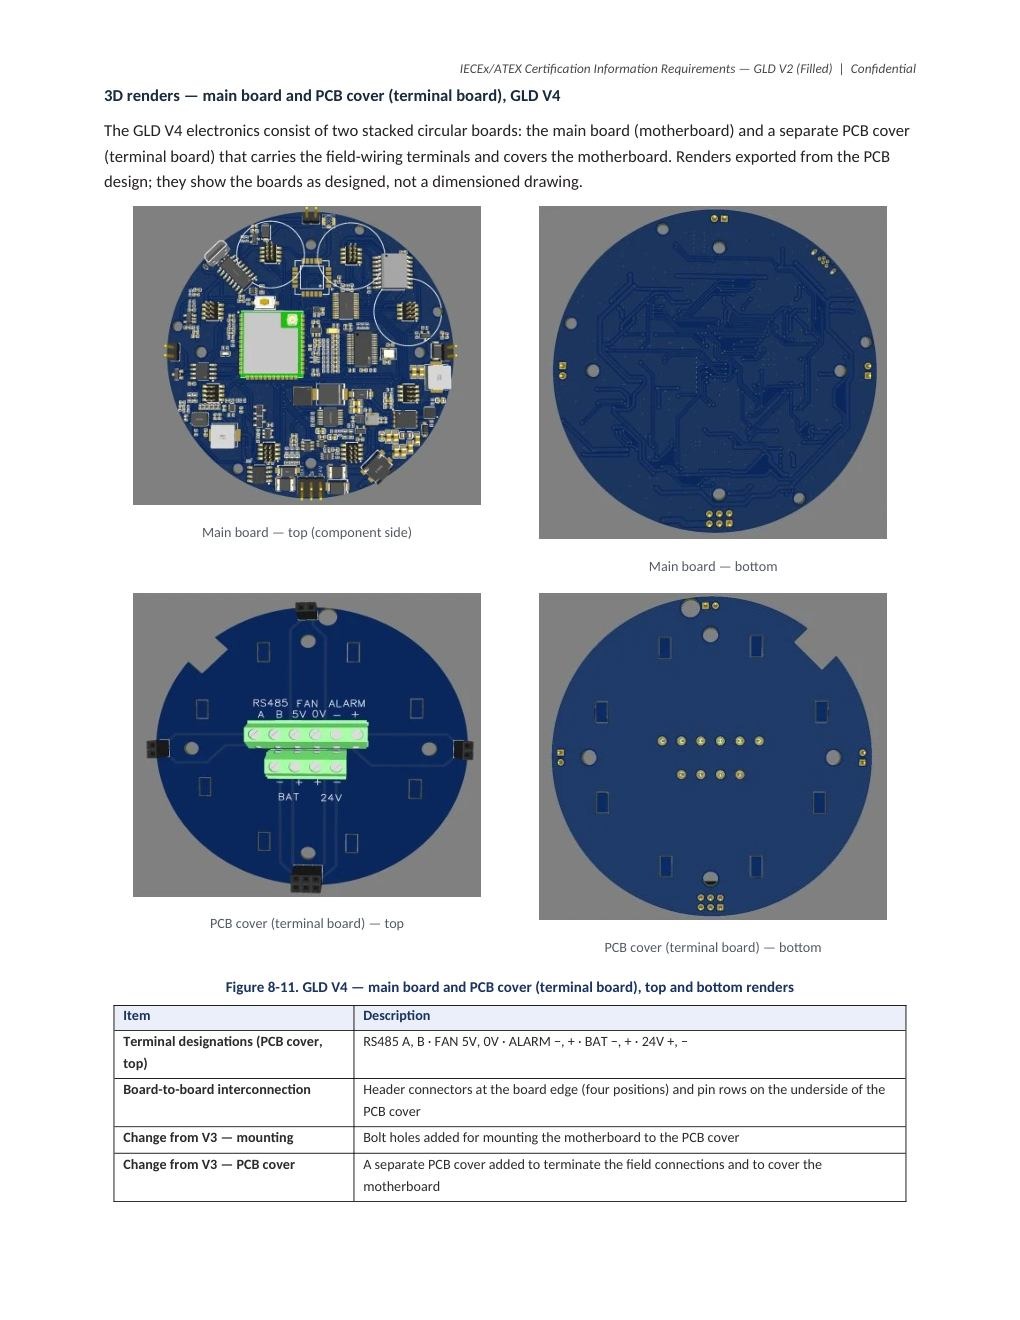 IECEx/ATEX Certification Information Requirements — GLD V2 (Filled) | Confidential
3D renders — main board and PCB cover (terminal board), GLD V4
The GLD V4 electronics consist of two stacked circular boards: the main board (motherboard) and a separate PCB cover
(terminal board) that carries the field-wiring terminals and covers the motherboard. Renders exported from the PCB
design; they show the boards as designed, not a dimensioned drawing.
Main board — top (component side)
Main board — bottom
RS485 FAN ALARM
A B 5V 0V − +
− + + −
BAT 24V
PCB cover (terminal board) — top
PCB cover (terminal board) — bottom
Figure 8-11. GLD V4 — main board and PCB cover (terminal board), top and bottom renders
Item Description
Terminal designations (PCB cover, RS485 A, B · FAN 5V, 0V · ALARM −, + · BAT −, + · 24V +, −
top)
Board-to-board interconnection Header connectors at the board edge (four positions) and pin rows on the underside of the
PCB cover
Change from V3 — mounting Bolt holes added for mounting the motherboard to the PCB cover
Change from V3 — PCB cover A separate PCB cover added to terminate the field connections and to cover the
motherboard